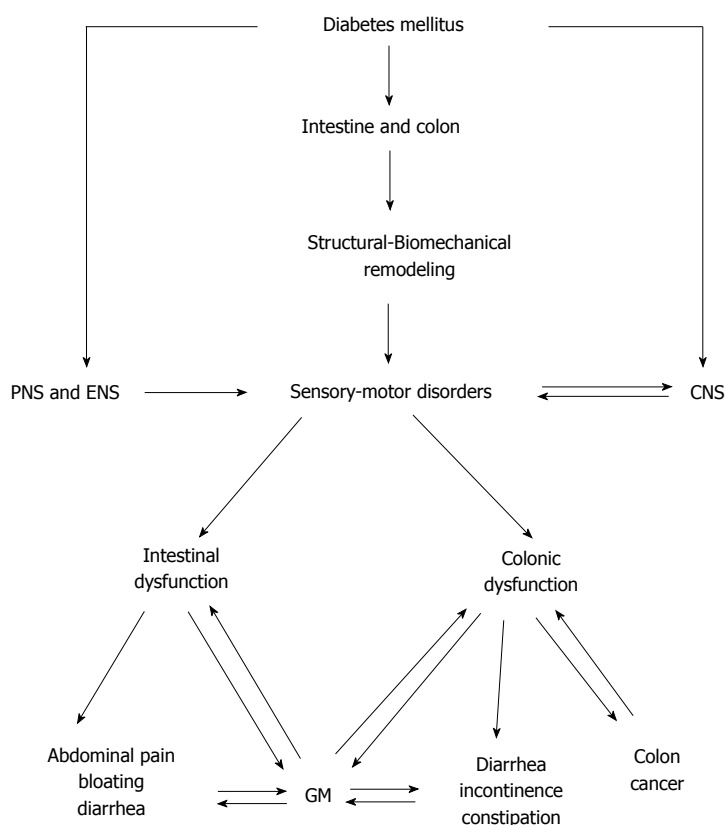 Diabetes mellitus
Intestine and colon
Structural-Biomechanical
remodeling
PNS and ENS
Sensory-motor disorders
CNS
Intestinal
dysfunction
Colonic
dysfunction
Abdominal pain
bloating
diarrhea
GM
Diarrhea
incontinence
constipation
Colon
cancer